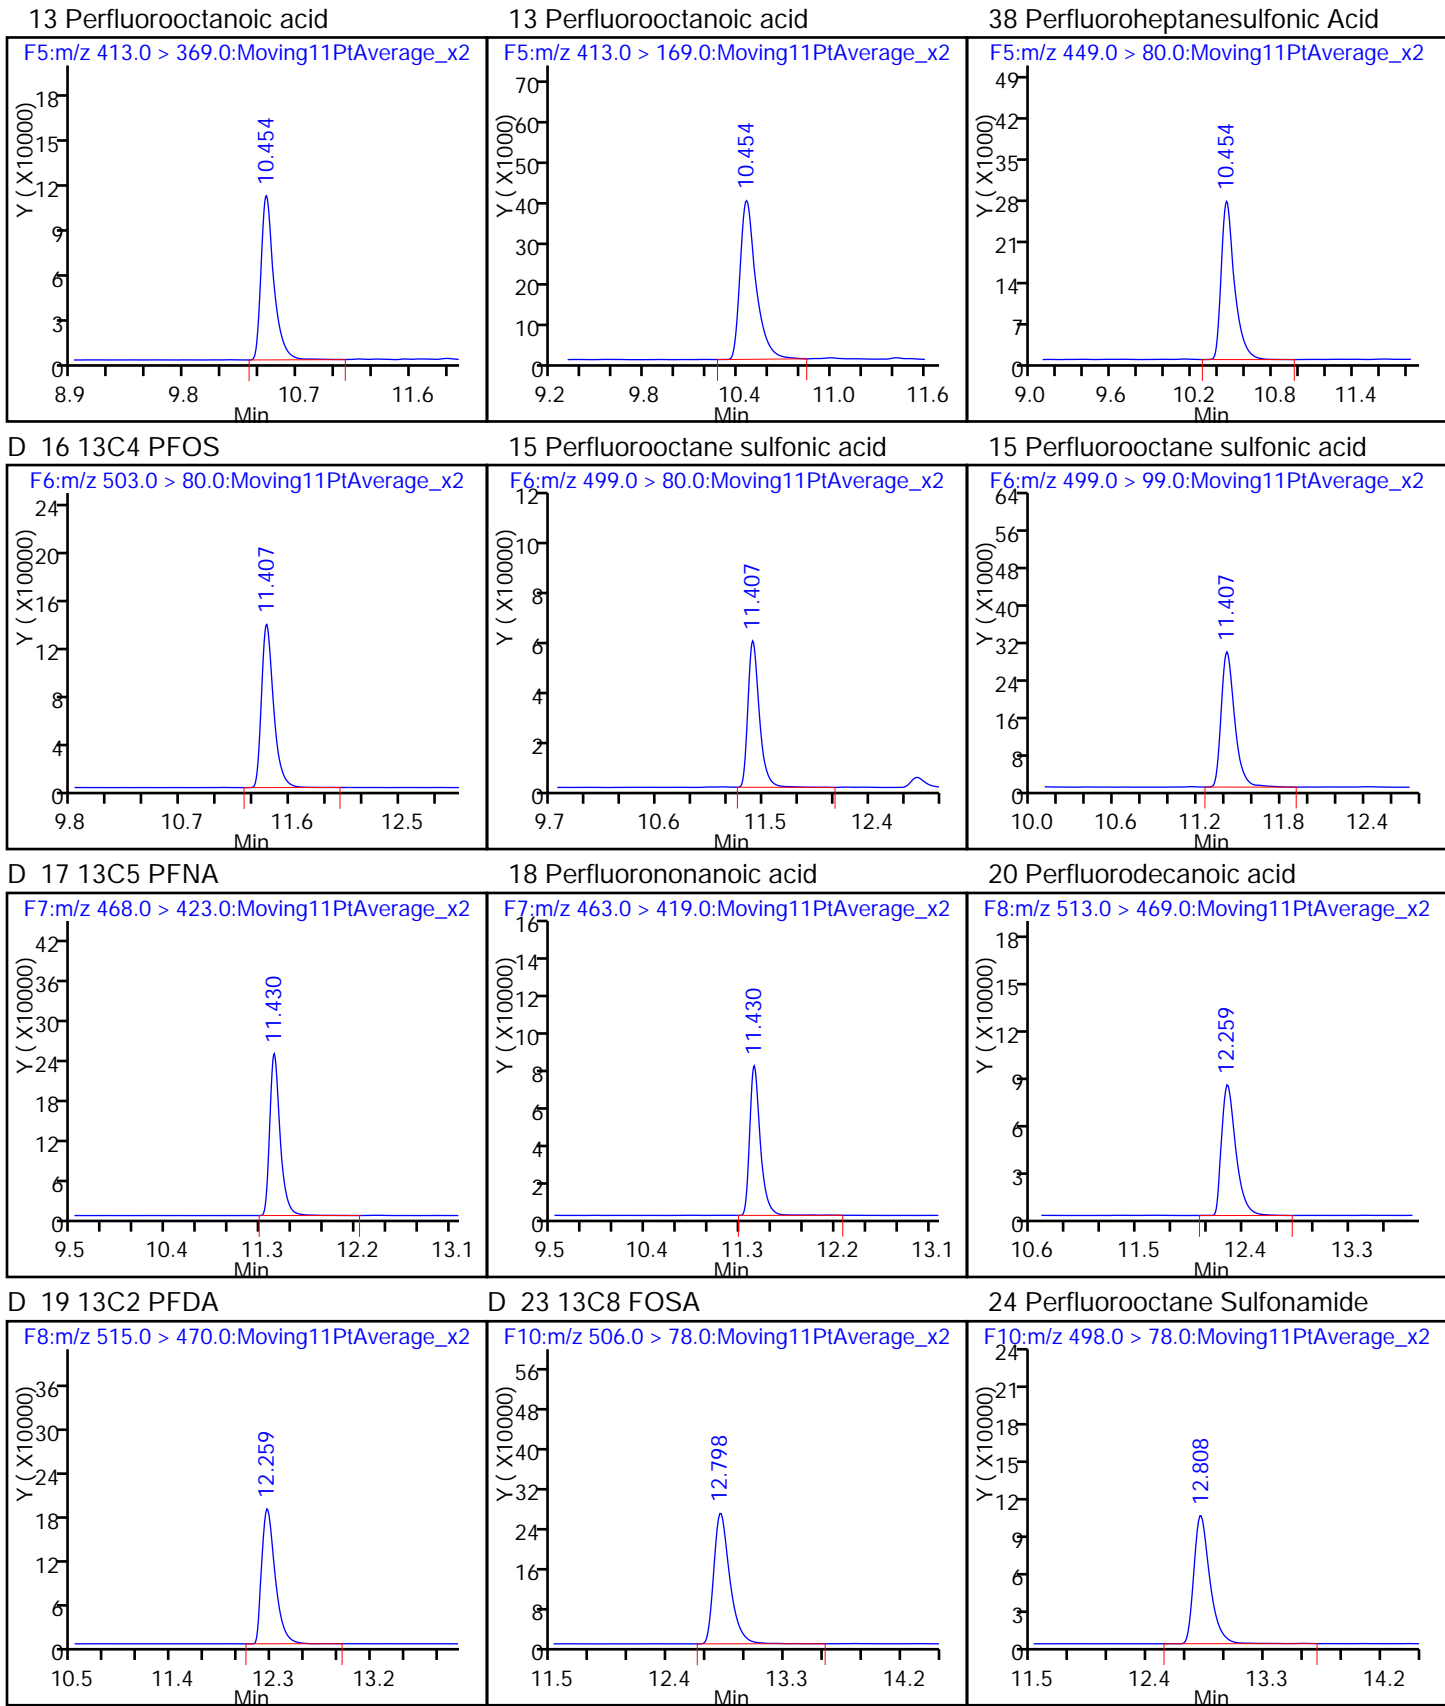 13 Perfluorooctanoic acid
F5:m/z 413.0 > 369.0:Moving11PtAverage_x2
Y ( X10000)
18
15
12
9
6
3
0
10.454
8.9 9.8 10.7 11.6
Min
13 Perfluorooctanoic acid
F5:m/z 413.0 > 169.0:Moving11PtAverage_x2
Y ( X1000)
70
60
50
40
30
20
10
0
10.454
9.2 9.8 10.4 11.0 11.6
Min
38 Perfluoroheptanesulfonic Acid
F5:m/z 449.0 > 80.0:Moving11PtAverage_x2
Y ( X1000)
49
42
35
28
21
14
7
0
10.454
9.0 9.6 10.2 10.8 11.4
Min
D 16 13C4 PFOS
F6:m/z 503.0 > 80.0:Moving11PtAverage_x2
Y ( X10000)
24
20
16
12
8
4
0
11.407
9.8 10.7 11.6 12.5
Min
15 Perfluorooctane sulfonic acid
F6:m/z 499.0 > 80.0:Moving11PtAverage_x2
Y ( X10000)
12
10
8
6
4
2
0
11.407
9.7 10.6 11.5 12.4
Min
15 Perfluorooctane sulfonic acid
F6:m/z 499.0 > 99.0:Moving11PtAverage_x2
Y ( X1000)
64
56
48
40
32
24
16
8
0
11.407
10.0 10.6 11.2 11.8 12.4
Min
D 17 13C5 PFNA
F7:m/z 468.0 > 423.0:Moving11PtAverage_x2
Y ( X10000)
42
36
30
24
18
12
6
0
11.430
9.5 10.4 11.3 12.2 13.1
Min
18 Perfluorononanoic acid
F7:m/z 463.0 > 419.0:Moving11PtAverage_x2
Y ( X10000)
16
14
12
10
8
6
4
2
0
11.430
9.5 10.4 11.3 12.2 13.1
Min
20 Perfluorodecanoic acid
F8:m/z 513.0 > 469.0:Moving11PtAverage_x2
Y ( X10000)
18
15
12
9
6
3
0
12.259
10.6 11.5 12.4 13.3
Min
D 19 13C2 PFDA
F8:m/z 515.0 > 470.0:Moving11PtAverage_x2
Y ( X10000)
36
30
24
18
12
6
0
12.259
10.5 11.4 12.3 13.2
Min
D 23 13C8 FOSA
F10:m/z 506.0 > 78.0:Moving11PtAverage_x2
Y ( X10000)
56
48
40
32
24
16
8
0
12.798
11.5 12.4 13.3 14.2
Min
24 Perfluorooctane Sulfonamide
F10:m/z 498.0 > 78.0:Moving11PtAverage_x2
Y ( X10000)
24
21
18
15
12
9
6
3
0
12.808
11.5 12.4 13.3 14.2
Min